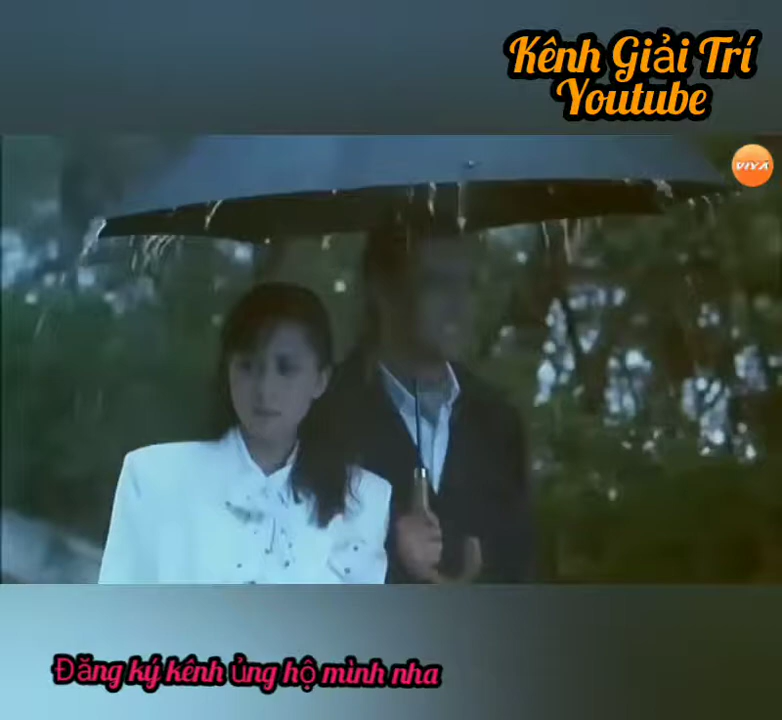 Kênh Giải Trí
Youtube
VIVA
Đăng ký kênh ủng hộ mình nha